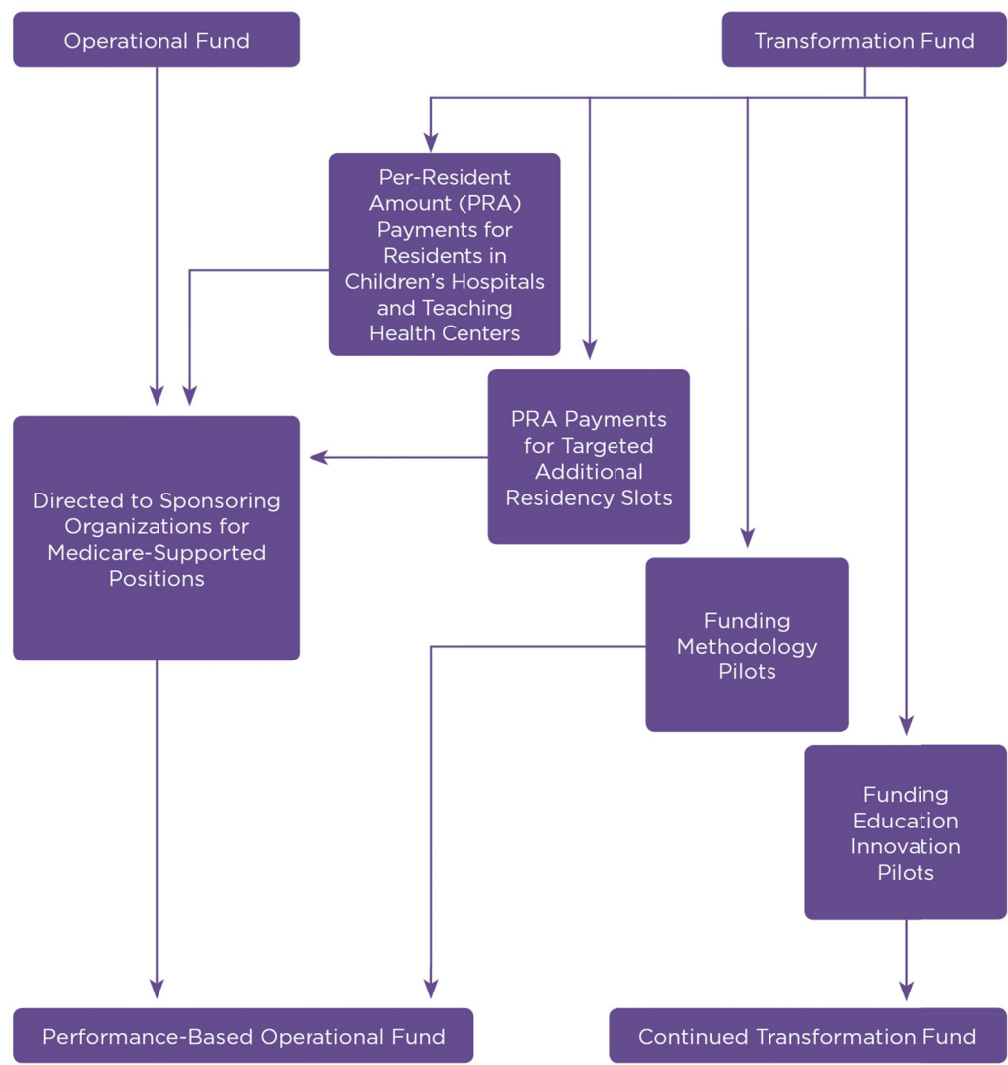 Operational Fund
Transformation Fund
Per-Resident
Amount (PRA)
Payments for
Residents in
Children’s Hospitals
and Teaching
Health Centers
PRA Payments
for Targeted
Additional
Residency Slots
Directed to Sponsoring
Organizations for
Medicare-Supported
Positions
Funding
Methodology
Pilots
Funding
Education
Innovation
Pilots
Performance-Based Operational Fund
Continued Transformation Fund